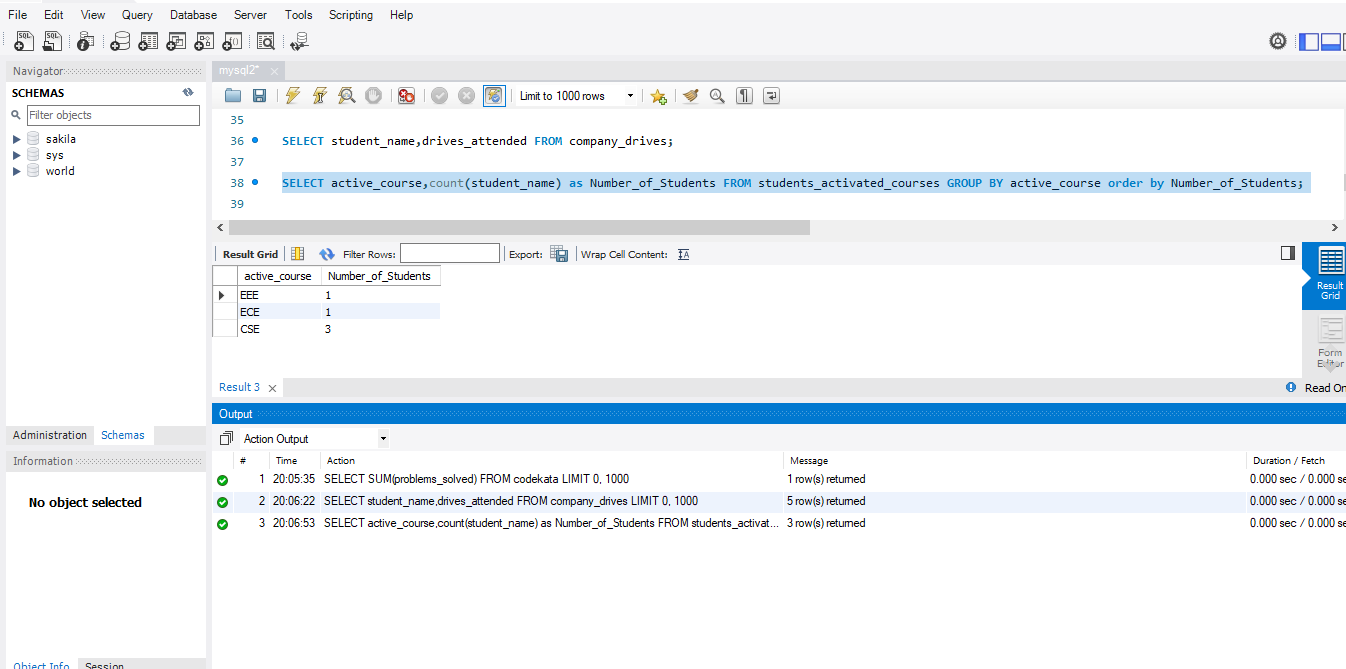 File Edit View Query Database Server Tools Scripting Help
Navigator
SCHEMAS
Filter objects
sakila
sys
world
Administration Schemas
Information
No object selected
Object Info Session
mysql2*
Limit to 1000 rows
35
36 SELECT student_name,drives_attended FROM company_drives;
37
38 SELECT active_course,count(student_name) as Number_of_Students FROM students_activated_courses GROUP BY active_course order by Number_of_Students;
39
Result Grid Filter Rows: Export: Wrap Cell Content:
active_course Number_of_Students
EEE 1
ECE 1
CSE 3
Result
Grid
Form
Editor
Result 3
Read On
Output
Action Output
# Time Action Message Duration / Fetch
1 20:05:35 SELECT SUM(problems_solved) FROM codekata LIMIT 0, 1000 1 row(s) returned 0.000 sec / 0.000 se
2 20:06:22 SELECT student_name,drives_attended FROM company_drives LIMIT 0, 1000 5 row(s) returned 0.000 sec / 0.000 se
3 20:06:53 SELECT active_course,count(student_name) as Number_of_Students FROM students_activat... 3 row(s) returned 0.000 sec / 0.000 se